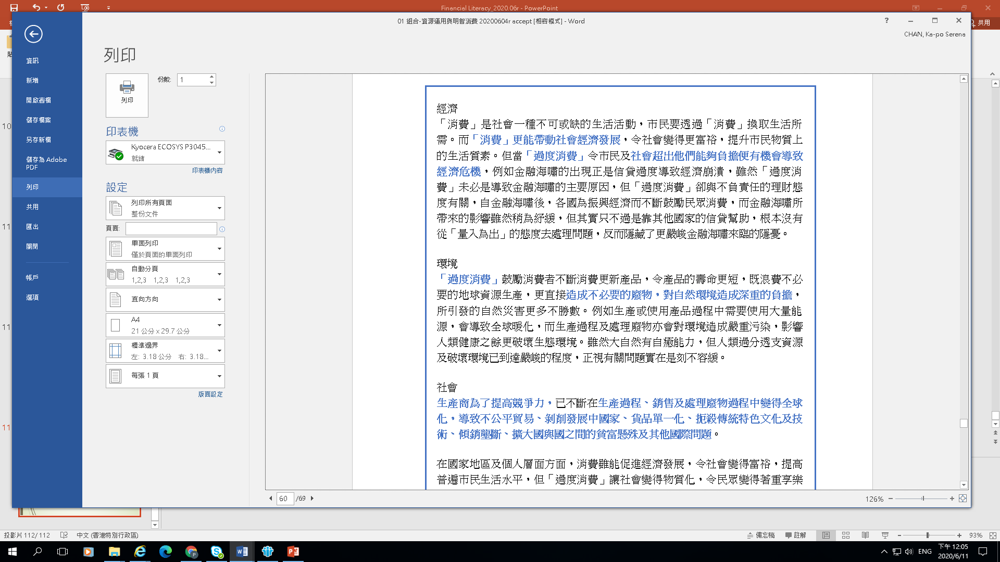 Financial Literacy_2020.06r - PowerPoint
01 組合-資源運用與明智消費 20200604r accept [相容模式] - Word
共用
CHAN, Ka-po Serena
資訊
新增
開啟舊檔
儲存檔案
另存新檔
儲存為 Adobe
PDF
列印
共用
匯出
關閉
帳戶
選項
列印
列印
份數:
1
印表機
Kyocera ECOSYS P3045...
就緒
印表機內容
設定
列印所有頁面
整份文件
頁面:
單面列印
僅於頁面的單面列印
自動分頁
1,2,3 1,2,3 1,2,3
直向方向
A4
21 公分 x 29.7 公分
標準邊界
左: 3.18 公分 右: 3.18...
每張 1 頁
版面設定
經濟
「消費」是社會一種不可或缺的生活活動，市民要透過「消費」換取生活所
需。而「消費」更能帶動社會經濟發展，令社會變得更富裕，提升市民物質上
的生活質素。但當「過度消費」令市民及社會超出他們能夠負擔便有機會導致
經濟危機，例如金融海嘯的出現正是信貸過度導致經濟崩潰，雖然「過度消
費」未必是導致金融海嘯的主要原因，但「過度消費」卻與不負責任的理財態
度有關，自金融海嘯後，各國為振興經濟而不斷鼓勵民眾消費，而金融海嘯所
帶來的影響雖然稍為紓緩，但其實只不過是靠其他國家的信貸幫助，根本沒有
從「量入為出」的態度去處理問題，反而隱藏了更嚴峻金融海嘯來臨的隱憂。
環境
「過度消費」鼓勵消費者不斷消費更新產品，令產品的壽命更短，既浪費不必
要的地球資源生產，更直接造成不必要的廢物，對自然環境造成深重的負擔，
所引發的自然災害更多不勝數。例如生產或使用產品過程中需要使用大量能
源，會導致全球暖化，而生產過程及處理廢物亦會對環境造成嚴重污染，影響
人類健康之餘更破壞生態環境。雖然大自然有自癒能力，但人類過分透支資源
及破壞環境已到達嚴峻的程度，正視有關問題實在是刻不容緩。
社會
生產商為了提高競爭力，已不斷在生產過程、銷售及處理廢物過程中變得全球
化，導致不公平貿易、剝削發展中國家、貨品單一化、扼殺傳統特色文化及技
術、傾銷壟斷、擴大國與國之間的貧富懸殊及其他國際問題。
在國家地區及個人層面方面，消費雖能促進經濟發展，令社會變得富裕，提高
普遍市民生活水平，但「過度消費」讓社會變得物質化，令民眾變得著重享樂
60 /69
126%
投影片 112/ 112
中文 (香港特別行政區)
備忘稿
註解
93%
ENG
下午 12:05
2020/6/11